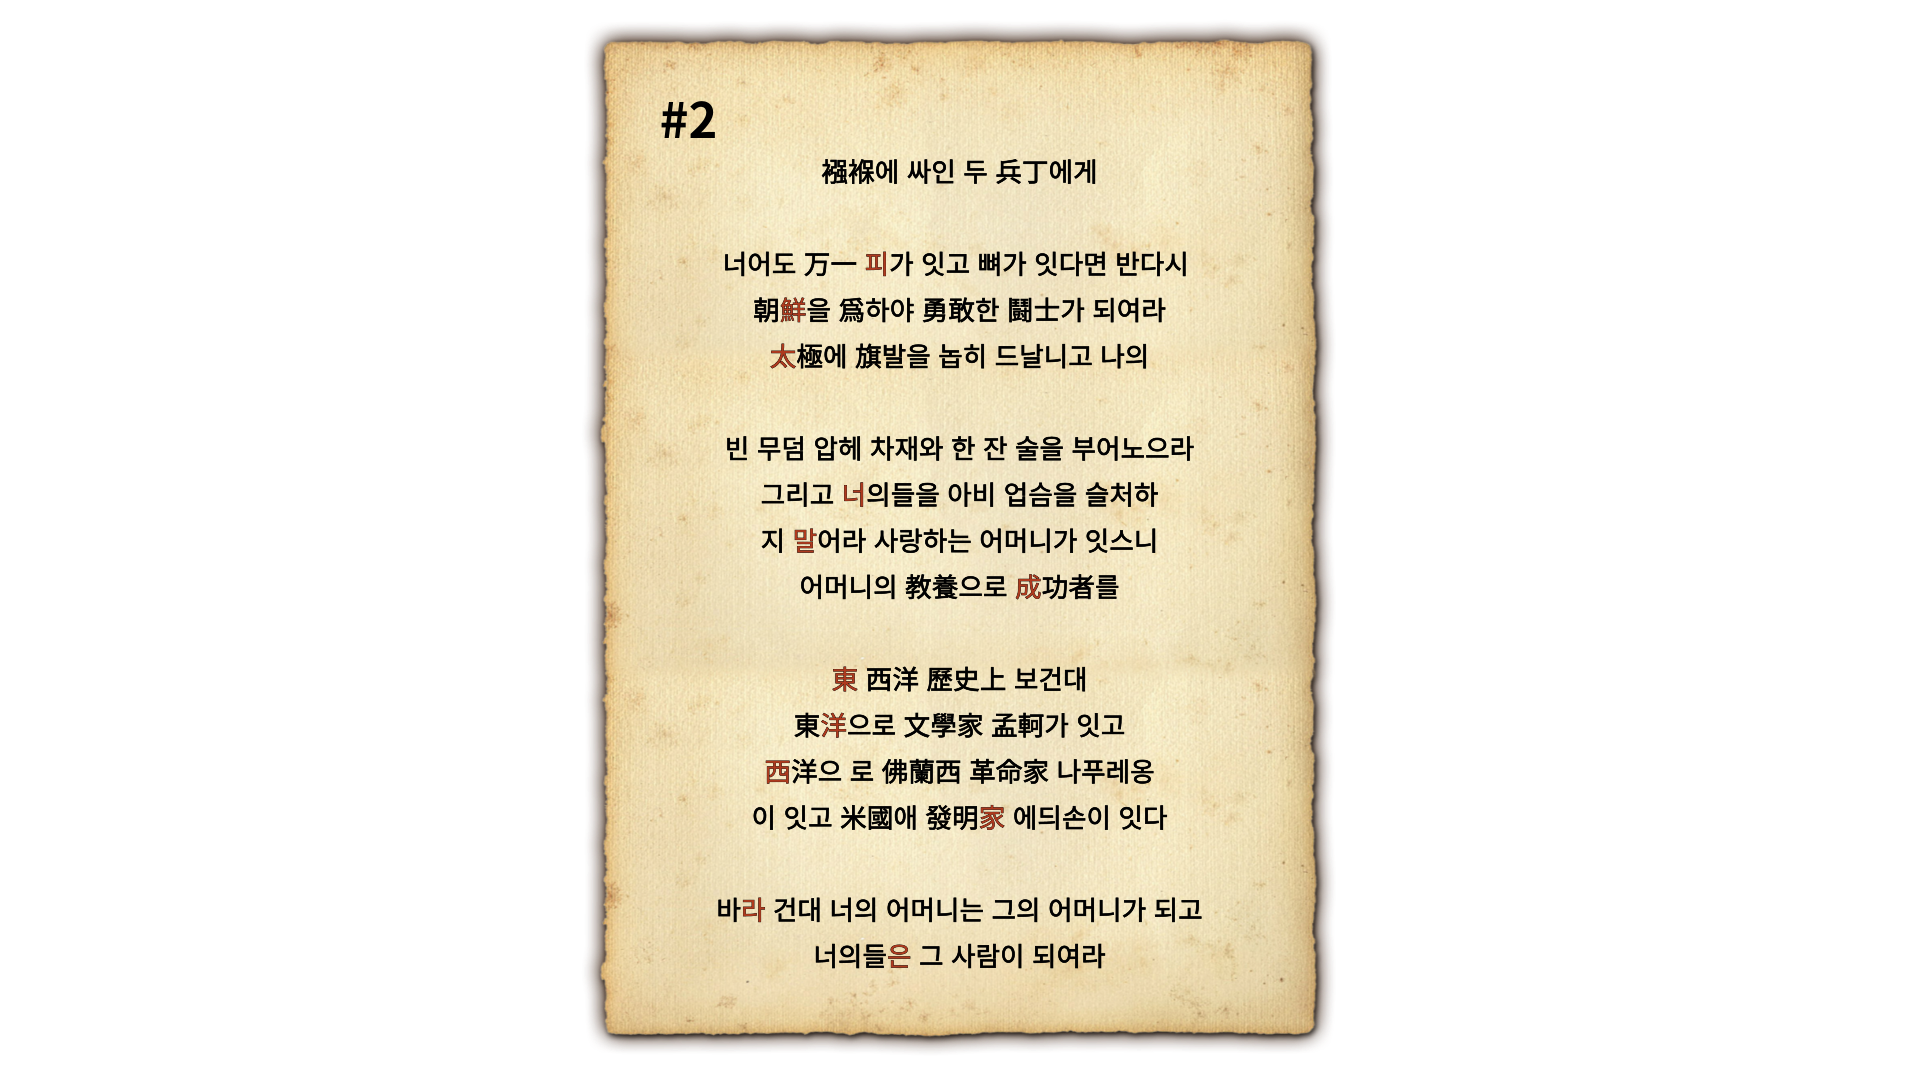 #2
襁褓에 싸인 두 兵丁에게
너어도 万一 피가 잇고 뼈가 잇다면 반다시
朝鮮을 爲하야 勇敢한 鬪士가 되여라
太極에 旗발을 놉히 드날니고 나의
빈 무덤 압헤 차재와 한 잔 술을 부어노으라
그리고 너의들을 아비 업슴을 슬처하
지 말어라 사랑하는 어머니가 잇스니
어머니의 敎養으로 成功者를
東 西洋 歷史上 보건대
東洋으로 文學家 孟軻가 잇고
西洋으 로 佛蘭西 革命家 나푸레옹
이 잇고 米國애 發明家 에듸손이 잇다
바라 건대 너의 어머니는 그의 어머니가 되고
너의들은 그 사람이 되여라